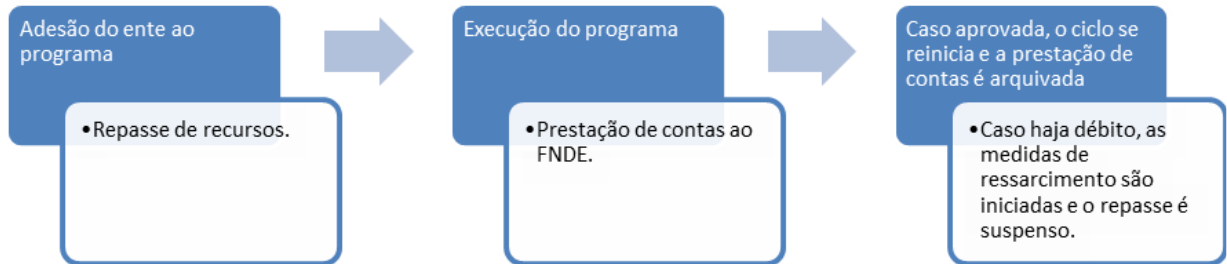 Adesão do ente ao
programa
•Repasse de recursos.
Execução do programa
•Prestação de contas ao
FNDE.
Caso aprovada, o ciclo se
reinicia e a prestação de
contas é arquivada
•Caso haja débito, as
medidas de
ressarcimento são
iniciadas e o repasse é
suspenso.